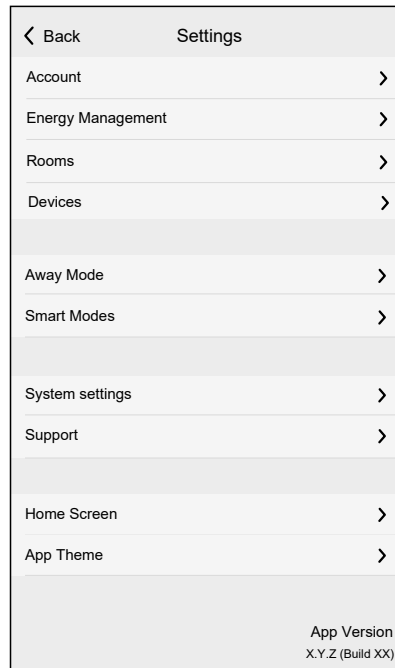 Back Settings
Account
Energy Management
Rooms
Devices
Away Mode
Smart Modes
System settings
Support
Home Screen
App Theme
App Version
X.Y.Z (Build XX)